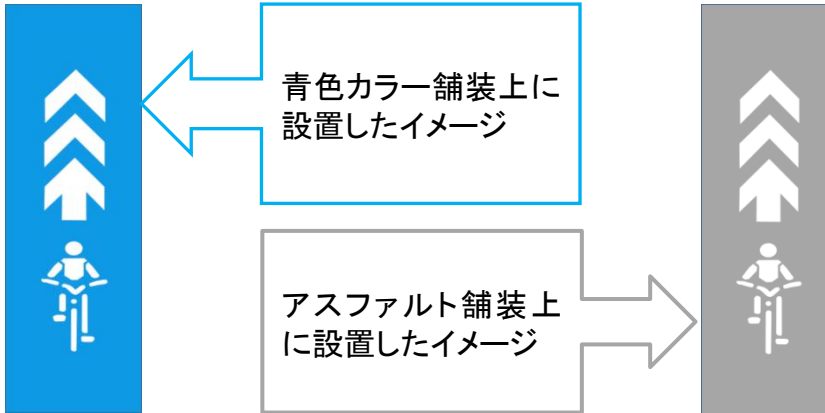 青色カラー舗装上に
設置したイメージ
アスファルト舗装上
に設置したイメージ